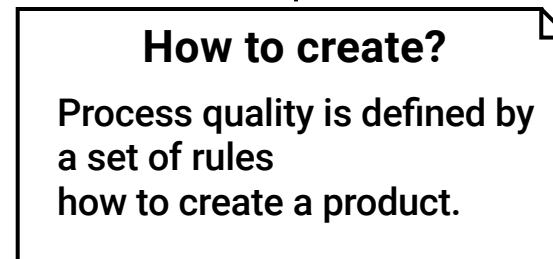 How to create?
Process quality is defined by
a set of rules
how to create a product.